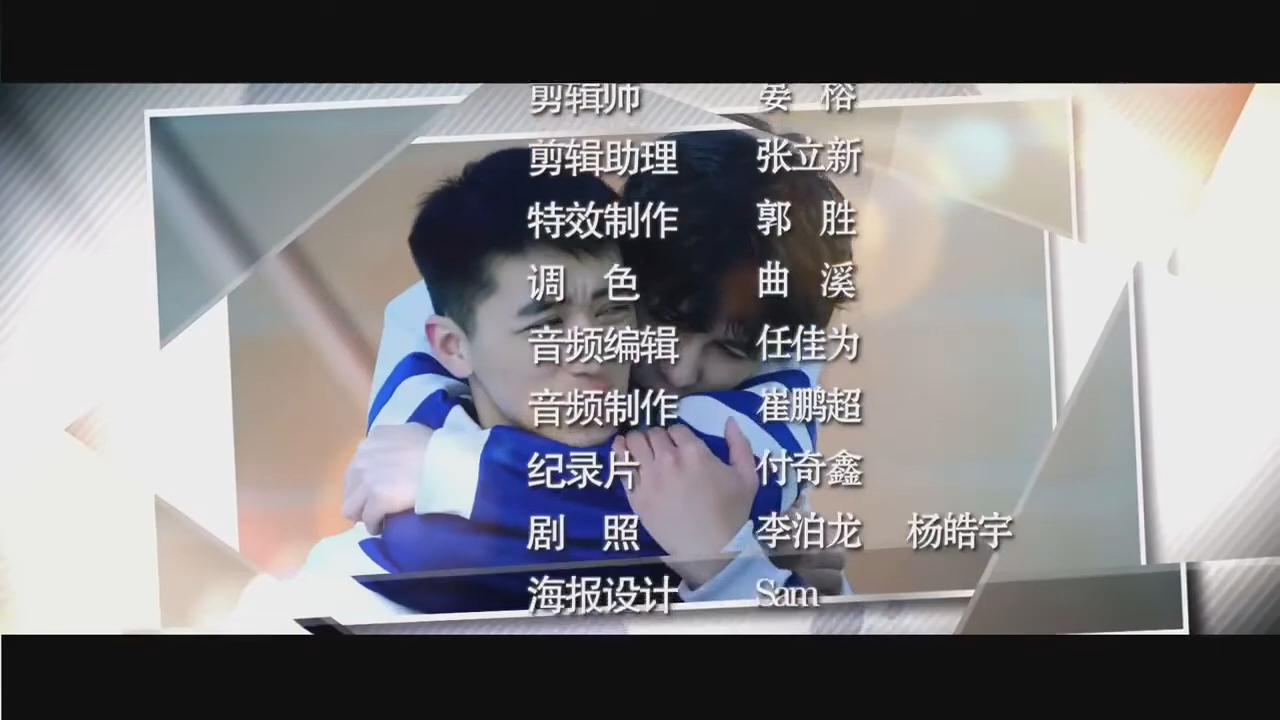 剪辑师 晏 榕
剪辑助理 张立新
特效制作 郭 胜
调 色 曲 溪
音频编辑 任佳为
音频制作 崔鹏超
纪录片 付奇鑫
剧 照 李泊龙 杨皓宇
海报设计 Sam